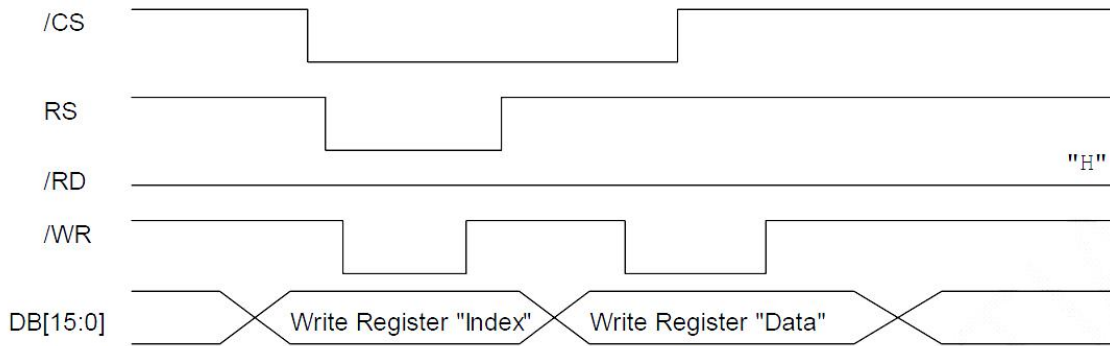 /CS
RS
"H"
/RD
/WR
DB[15:0] Write Register "Index" Write Register "Data"